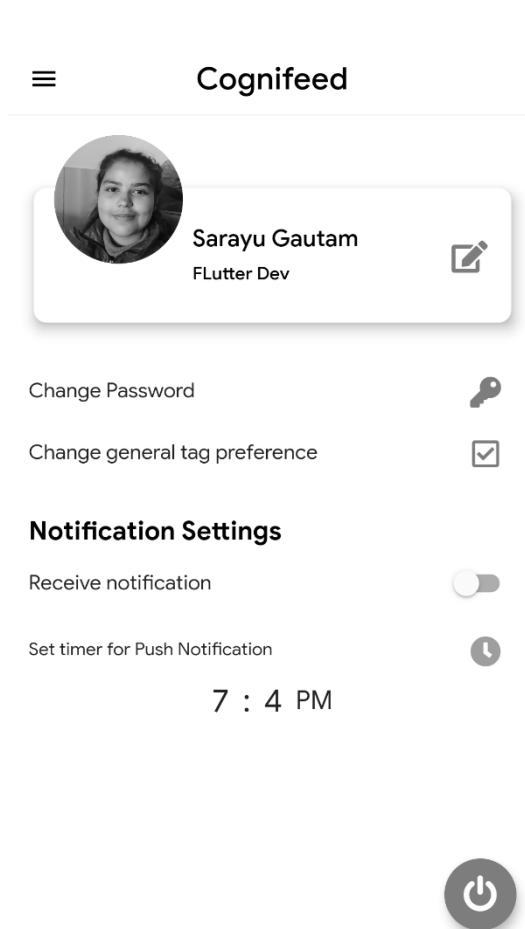 Cognifeed
Sarayu Gautam
FLutter Dev
Change Password
Change general tag preference
Notification Settings
Receive notification
Set timer for Push Notification
7 : 4 PM